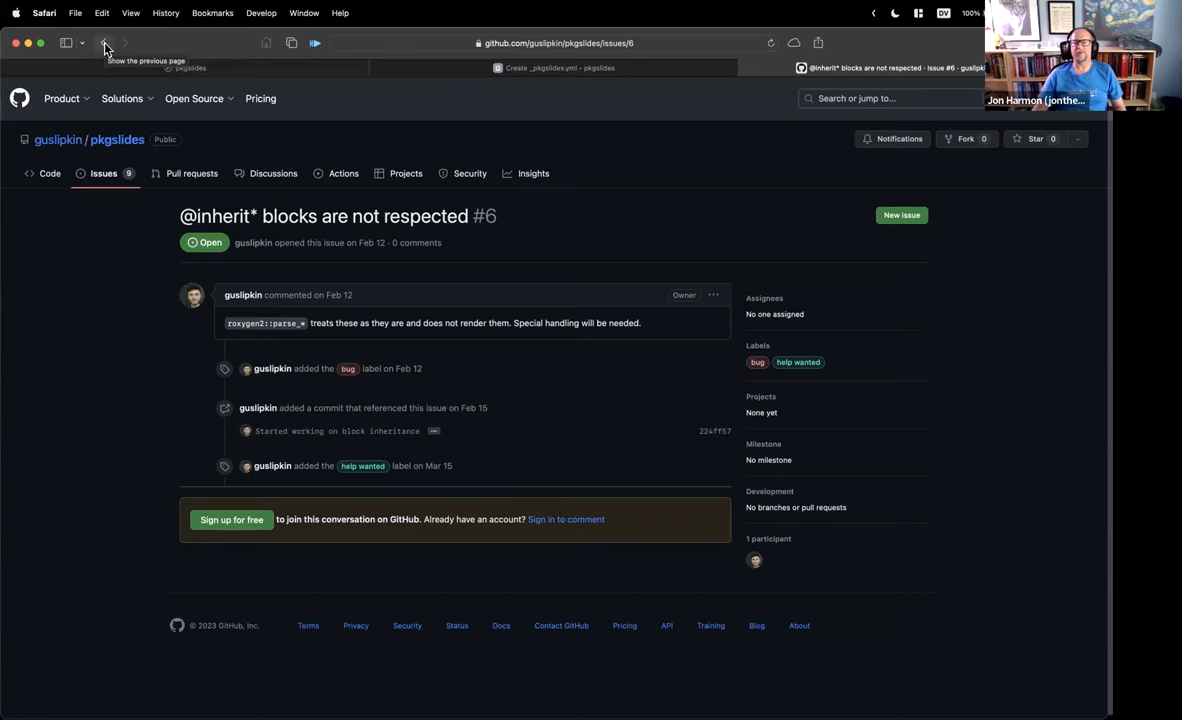 Safari File Edit View History Bookmarks Develop Window Help
DV 100%
github.com/guslipkin/pkgslides/issues/6
Show the previous page
pkgslides
Create _pkgslides.yml • pkgslides
@inherit* blocks are not respected · Issue #6 · guslipki
Jon Harmon (jonthe...
Product Solutions Open Source Pricing
Search or jump to...
guslipkin / pkgslides Public
Notifications Fork 0 Star 0
Code Issues 9 Pull requests Discussions Actions Projects Security Insights
@inherit* blocks are not respected #6
New issue
Open guslipkin opened this issue on Feb 12 · 0 comments
guslipkin commented on Feb 12 Owner ...
roxygen2::parse_* treats these as they are and does not render them. Special handling will be needed.
guslipkin added the bug label on Feb 12
guslipkin added a commit that referenced this issue on Feb 15
Started working on block inheritance ...
224ff57
guslipkin added the help wanted label on Mar 15
Sign up for free to join this conversation on GitHub. Already have an account? Sign in to comment
Assignees
No one assigned
Labels
bug help wanted
Projects
None yet
Milestone
No milestone
Development
No branches or pull requests
1 participant
© 2023 GitHub, Inc. Terms Privacy Security Status Docs Contact GitHub Pricing API Training Blog About